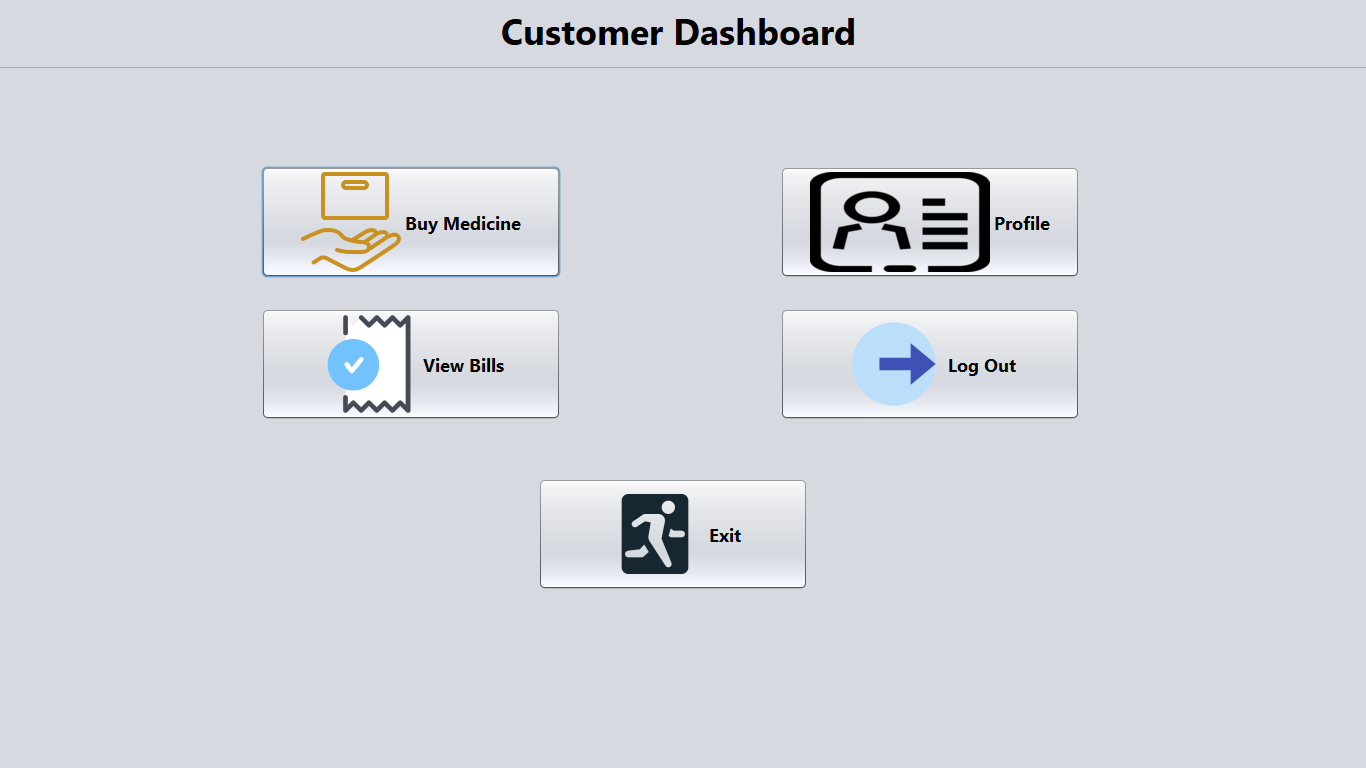 Customer Dashboard
Buy Medicine
Profile
View Bills
Log Out
Exit